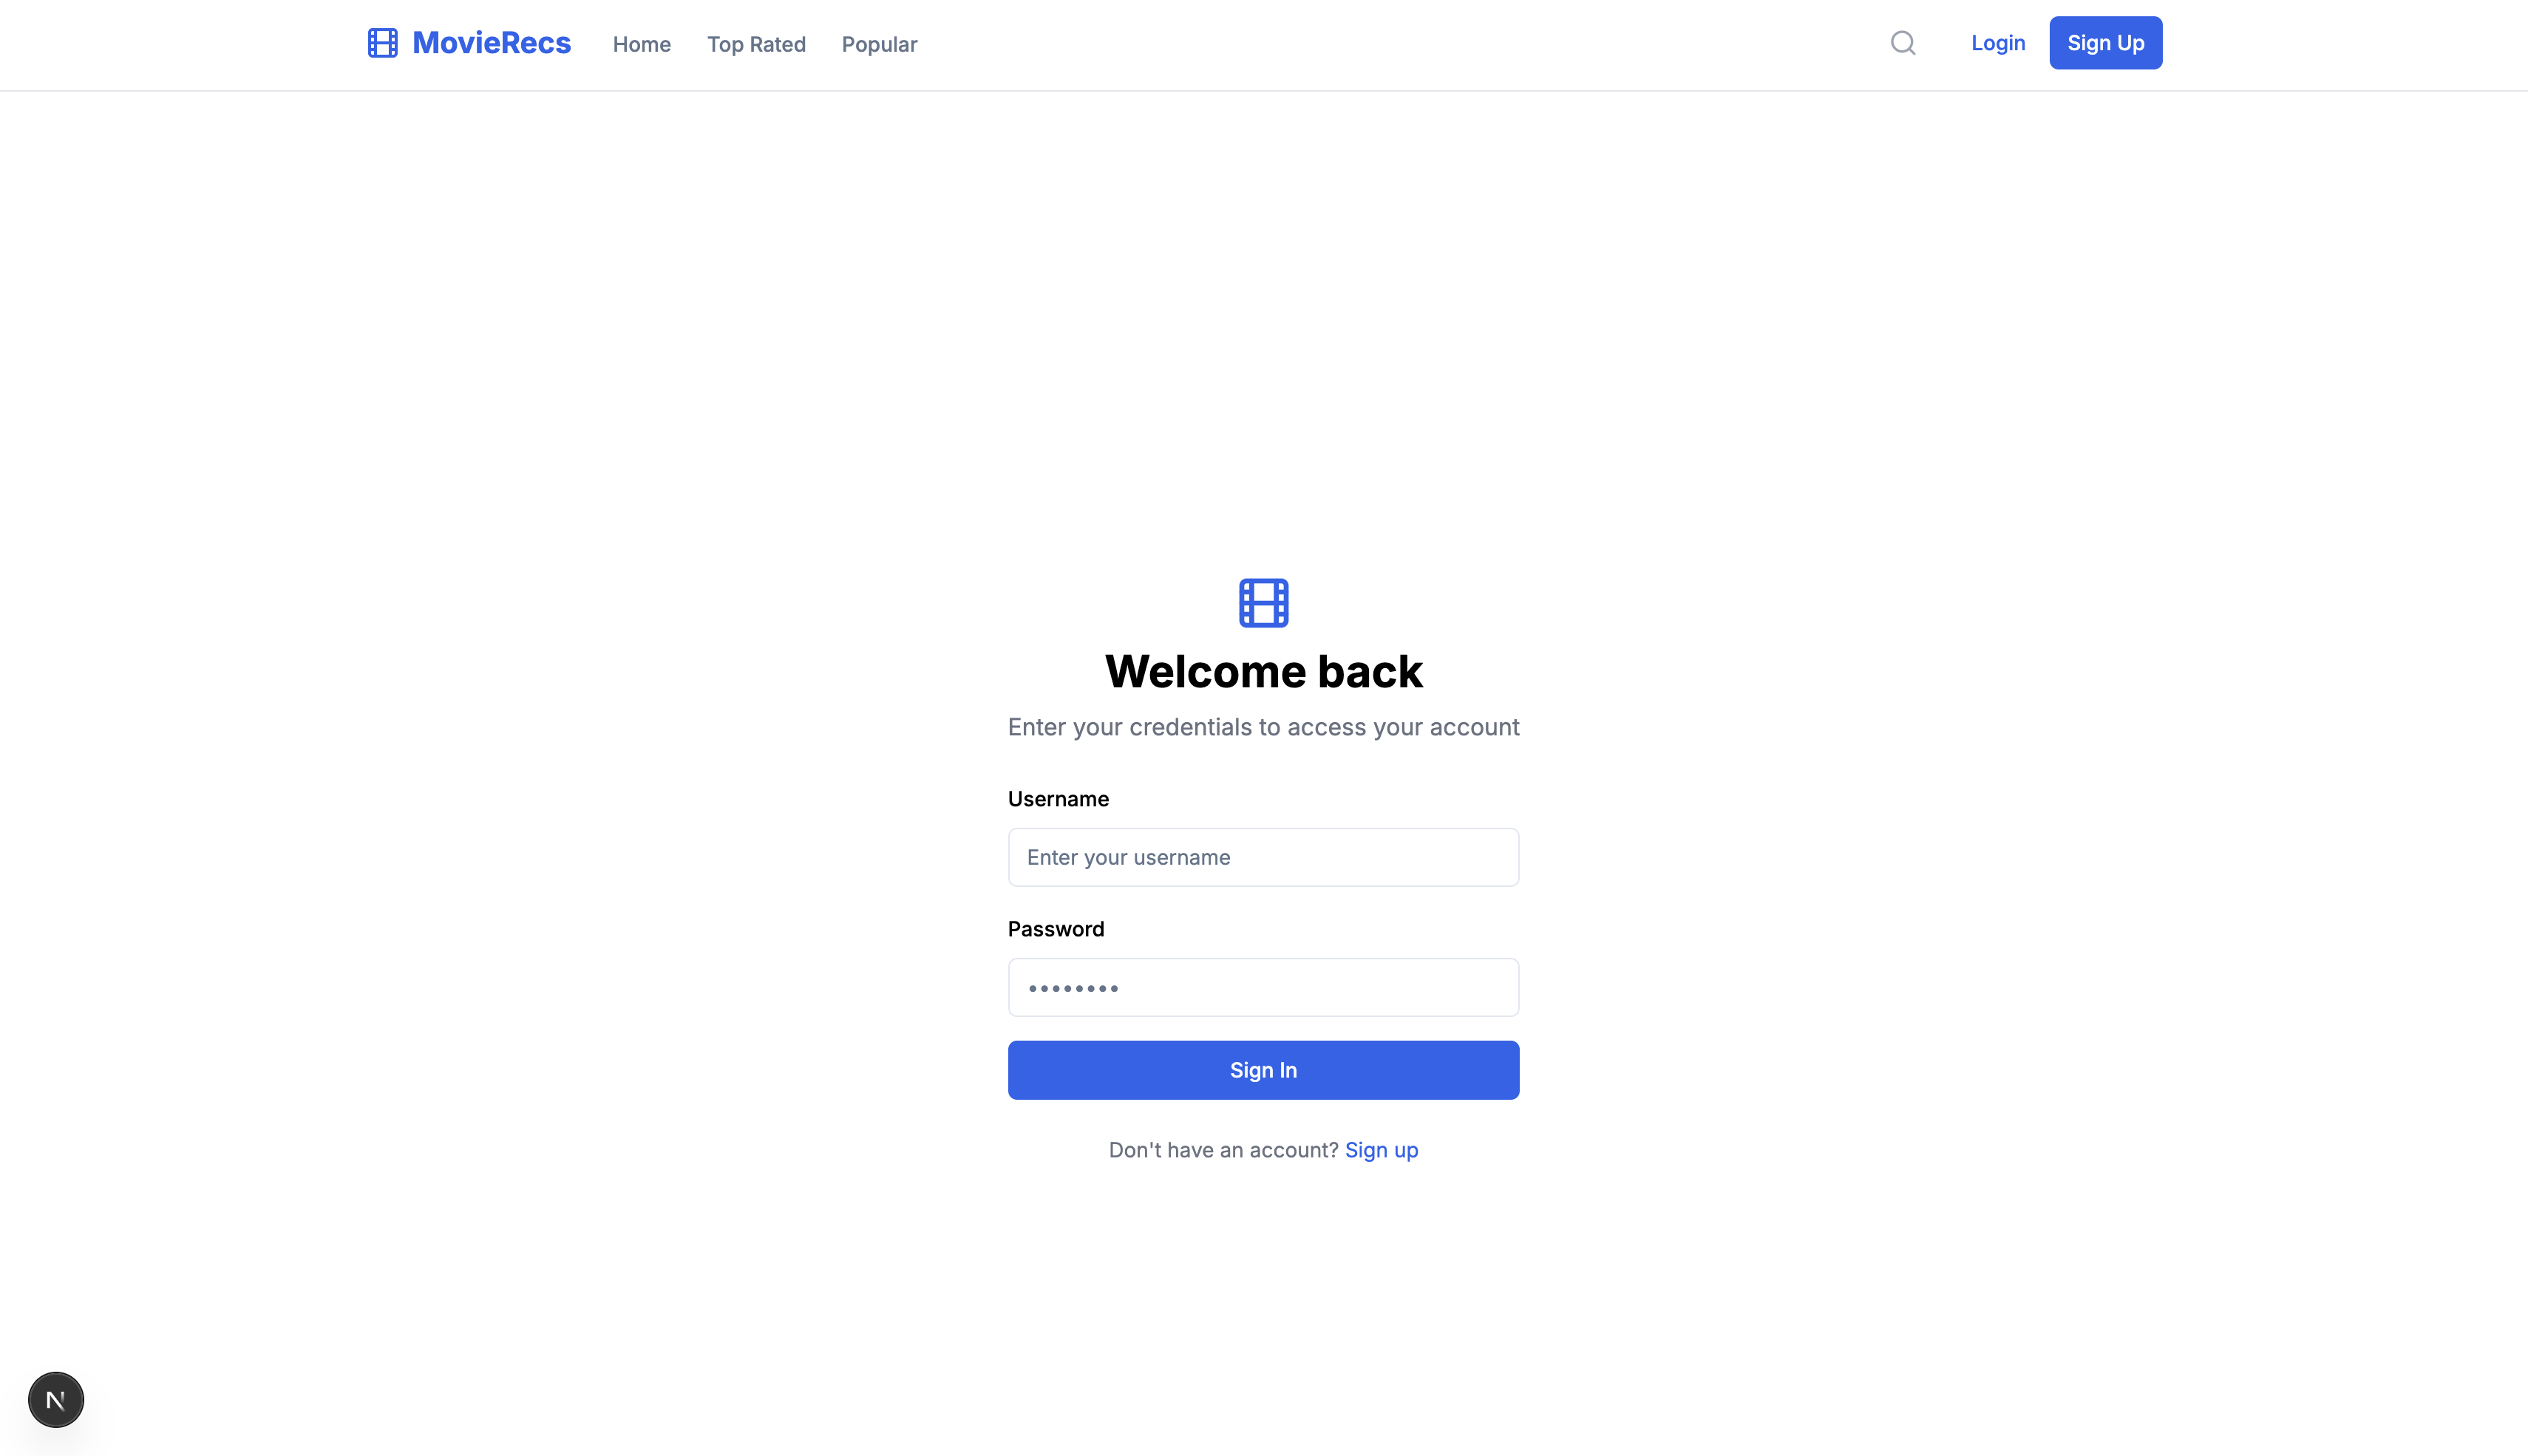 MovieRecs Home Top Rated Popular Login Sign Up
Welcome back
Enter your credentials to access your account
Username
Enter your username
Password
••••••••
Sign In
Don't have an account? Sign up
N